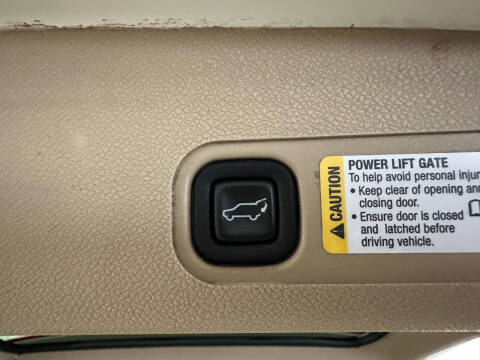 CAUTION
POWER LIFT GATE
To help avoid personal
• Keep clear of opening
closing door.
• Ensure door is closed
and latched before
driving vehicle.